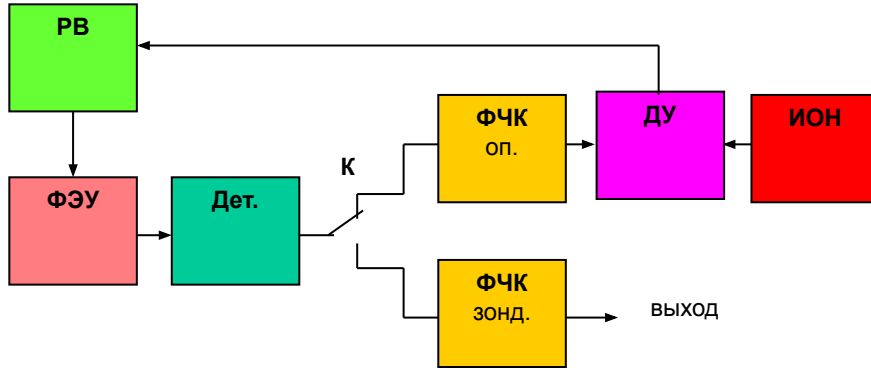 РВ
ФЧК
оп.
ДУ
ИОН
К
ФЭУ
Дет.
ФЧК
зонд.
выход